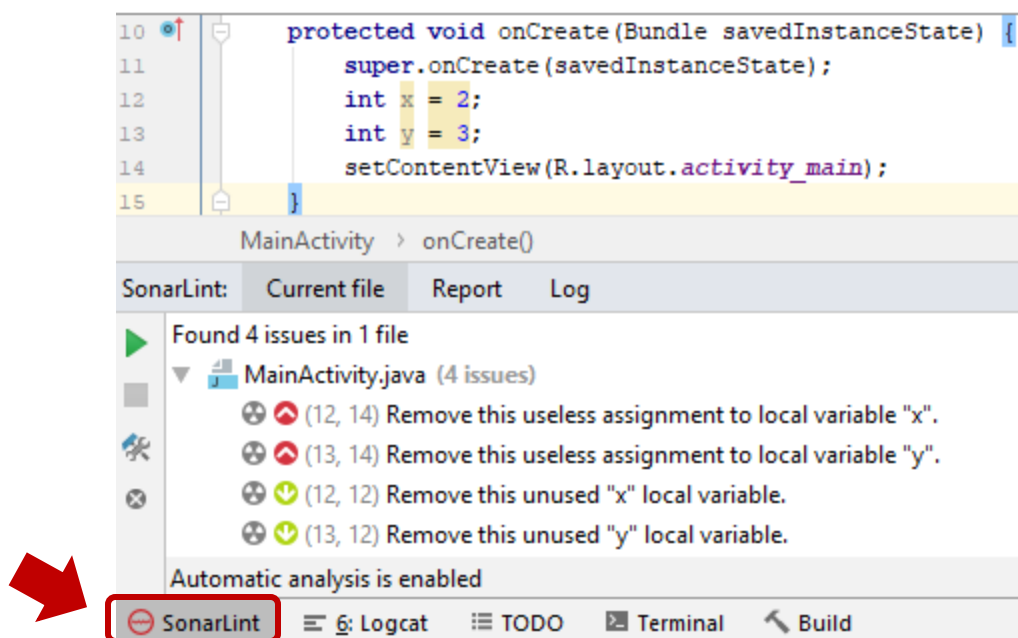 10 protected void onCreate(Bundle savedInstanceState) {
11 super.onCreate(savedInstanceState);
12 int x = 2;
13 int y = 3;
14 setContentView(R.layout.activity_main);
15 }
MainActivity > onCreate()
SonarLint: Current file Report Log
Found 4 issues in 1 file
MainActivity.java (4 issues)
(12, 14) Remove this useless assignment to local variable "x".
(13, 14) Remove this useless assignment to local variable "y".
(12, 12) Remove this unused "x" local variable.
(13, 12) Remove this unused "y" local variable.
Automatic analysis is enabled
SonarLint 6: Logcat TODO Terminal Build